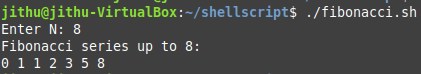 jithu@jithu-VirtualBox:~/shellscript$ ./fibonacci.sh
Enter N: 8
Fibonacci series up to 8:
0 1 1 2 3 5 8